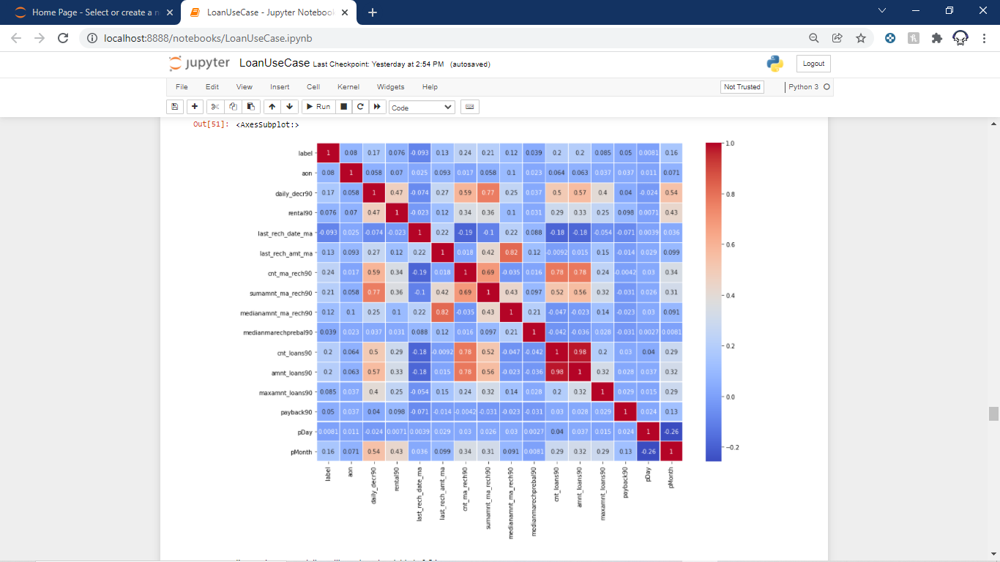 Home Page - Select or create a n
LoanUseCase - Jupyter Notebook
localhost:8888/notebooks/LoanUseCase.ipynb
jupyter LoanUseCase Last Checkpoint: Yesterday at 2:54 PM (autosaved)
Logout
File Edit View Insert Cell Kernel Widgets Help
Not Trusted Python 3
Run Code
Out[51]: <AxesSubplot:>
label 1 0.08 0.17 0.076 -0.093 0.13 0.24 0.21 0.12 0.039 0.2 0.2 0.085 0.05 0.0081 0.16
aon 0.08 1 0.058 0.07 0.025 0.093 0.017 0.058 0.1 0.023 0.064 0.063 0.037 0.037 0.011 0.071
daily_decr90 0.17 0.058 1 0.47 -0.074 0.27 0.59 0.77 0.25 0.037 0.5 0.57 0.4 0.04 -0.024 0.54
rental90 0.076 0.07 0.47 1 -0.023 0.12 0.34 0.36 0.1 0.031 0.29 0.33 0.25 0.098 0.0071 0.43
last_rech_date_ma -0.093 0.025 -0.074 -0.023 1 0.22 -0.19 -0.1 0.22 0.088 -0.18 -0.18 -0.054 -0.071 0.0039 0.036
last_rech_amt_ma 0.13 0.093 0.27 0.12 0.22 1 0.018 0.42 0.82 0.12 -0.0092 0.015 0.15 -0.014 0.029 0.099
cnt_ma_rech90 0.24 0.017 0.59 0.34 -0.19 0.018 1 0.69 -0.035 0.016 0.78 0.78 0.24 -0.0042 0.03 0.34
sumamnt_ma_rech90 0.21 0.058 0.77 0.36 -0.1 0.42 0.69 1 0.43 0.097 0.52 0.56 0.32 -0.031 0.026 0.31
medianamnt_ma_rech90 0.12 0.1 0.25 0.1 0.22 0.82 -0.035 0.43 1 0.21 -0.047 -0.023 0.14 -0.023 0.03 0.091
medianmarechprebal90 0.039 0.023 0.037 0.031 0.088 0.12 0.016 0.097 0.21 1 -0.042 -0.036 0.028 -0.031 0.0027 0.0081
cnt_loans90 0.2 0.064 0.5 0.29 -0.18 -0.0092 0.78 0.52 -0.047 -0.042 1 0.98 0.2 0.03 0.04 0.29
amnt_loans90 0.2 0.063 0.57 0.33 -0.18 0.015 0.78 0.56 -0.023 -0.036 0.98 1 0.32 0.028 0.037 0.32
maxamnt_loans90 0.085 0.037 0.4 0.25 -0.054 0.15 0.24 0.32 0.14 0.028 0.2 0.32 1 0.029 0.015 0.29
payback90 0.05 0.037 0.04 0.098 -0.071 -0.014 -0.0042 -0.031 -0.023 -0.031 0.03 0.028 0.029 1 0.024 0.13
pDay 0.0081 0.011 -0.024 0.0071 0.0039 0.029 0.03 0.026 0.03 0.0027 0.04 0.037 0.015 0.024 1 -0.26
pMonth 0.16 0.071 0.54 0.43 0.036 0.099 0.34 0.31 0.091 0.0081 0.29 0.32 0.29 0.13 -0.26 1
label aon daily_decr90 rental90 last_rech_date_ma last_rech_amt_ma cnt_ma_rech90 sumamnt_ma_rech90 medianamnt_ma_rech90 medianmarechprebal90 cnt_loans90 amnt_loans90 maxamnt_loans90 payback90 pDay pMonth
1.0
0.8
0.6
0.4
0.2
0.0
-0.2